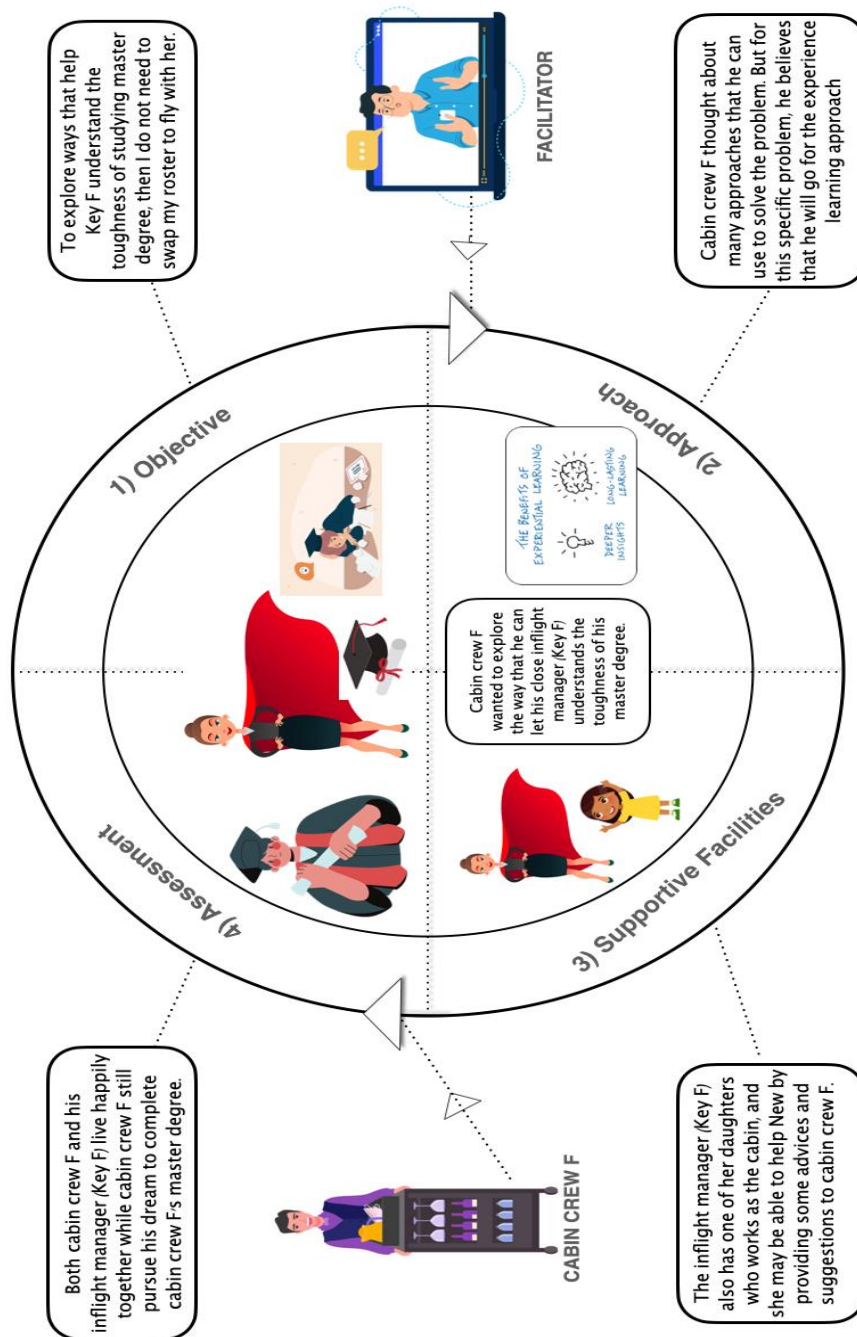 To explore ways that help
Key F understand the
toughness of studying master
degree, then I do not need to
swap my roster to fly with her.
FACILITATOR
Cabin crew F thought about
many approaches that he can
use to solve the problem. But for
this specific problem, he believes
that he will go for the experience
learning approach
1) Objective
2) Approach
THE BENEFITS OF
EXPERIENTIAL LEARNING
DEEPER
INSIGHTS
LONG-LASTING
LEARNING
Cabin crew F
wanted to explore
the way that he can
let his close inflight
manager (Key F)
understands the
toughness of his
master degree.
3) Supportive Facilities
4) Assessment
The inflight manager (Key F)
also has one of her daughters
who works as the cabin, and
she may be able to help New by
providing some advices and
suggestions to cabin crew F.
Both cabin crew F and his
inflight manager (Key F) live happily
together while cabin crew F still
pursue his dream to complete
cabin crew F's master degree.
CABIN CREW F